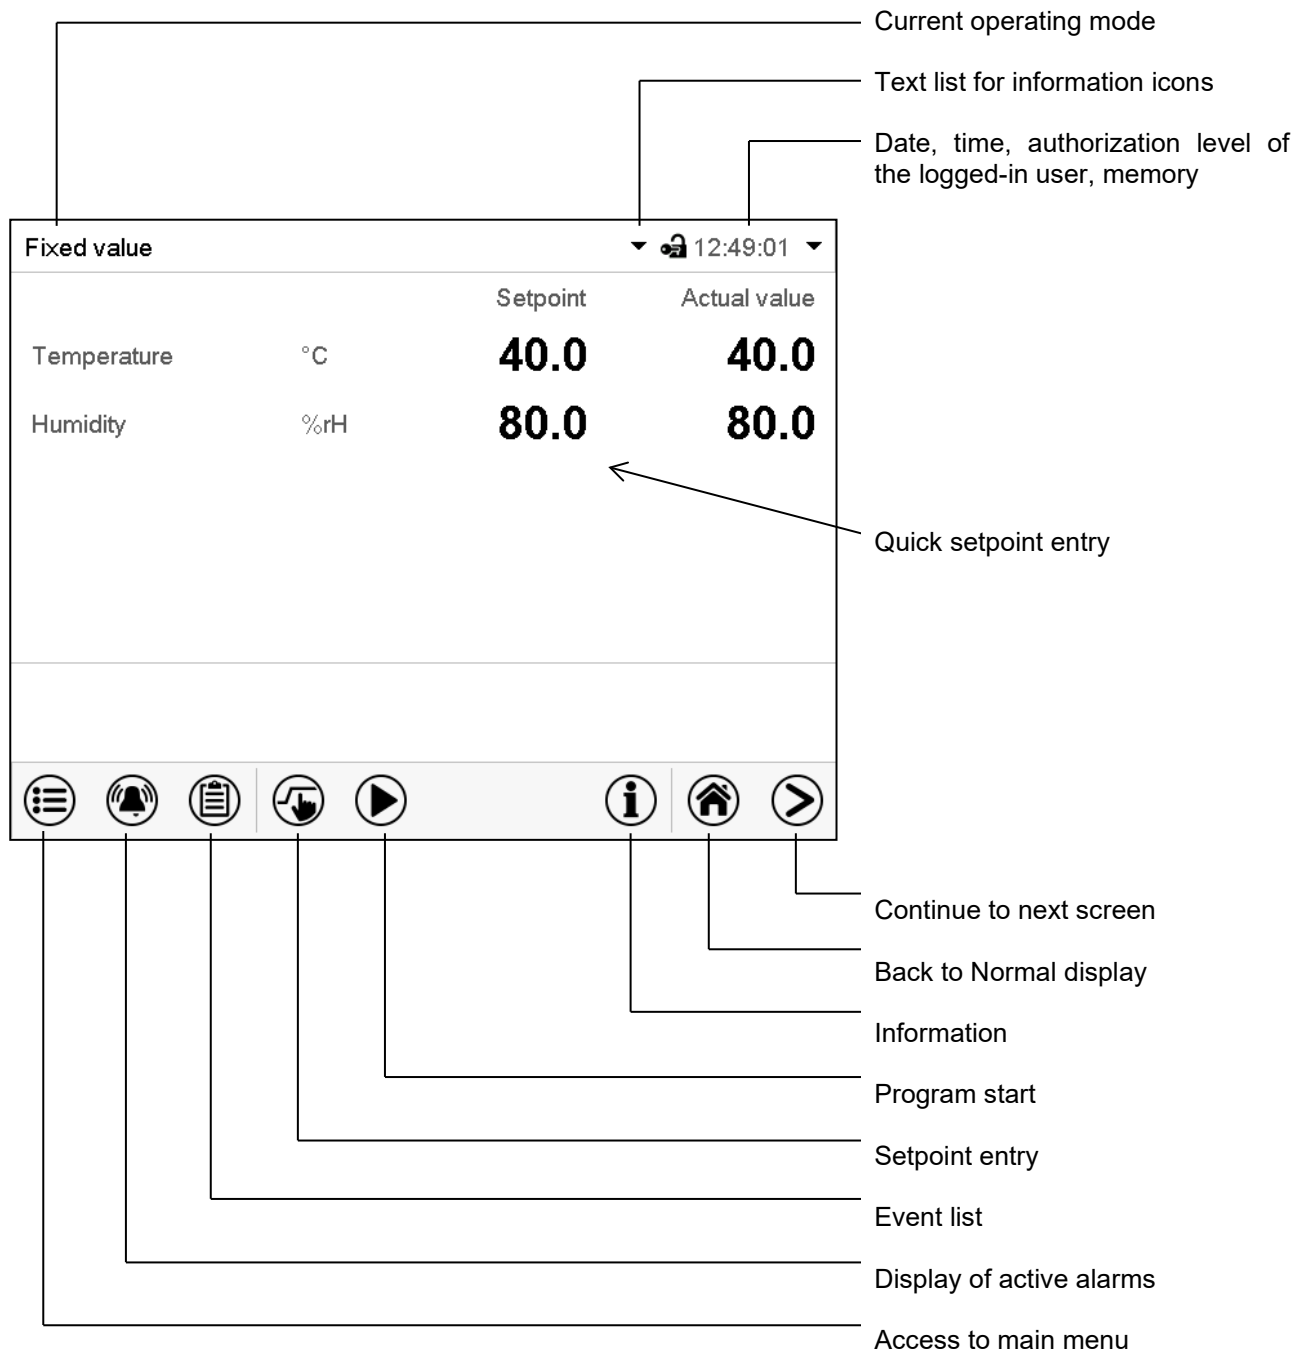 Current operating mode
Text list for information icons
Date, time, authorization level of
the logged-in user, memory
Fixed value 12:49:01
Setpoint Actual value
Temperature °C 40.0 40.0
Humidity %rH 80.0 80.0
Quick setpoint entry
Continue to next screen
Back to Normal display
Information
Program start
Setpoint entry
Event list
Display of active alarms
Access to main menu